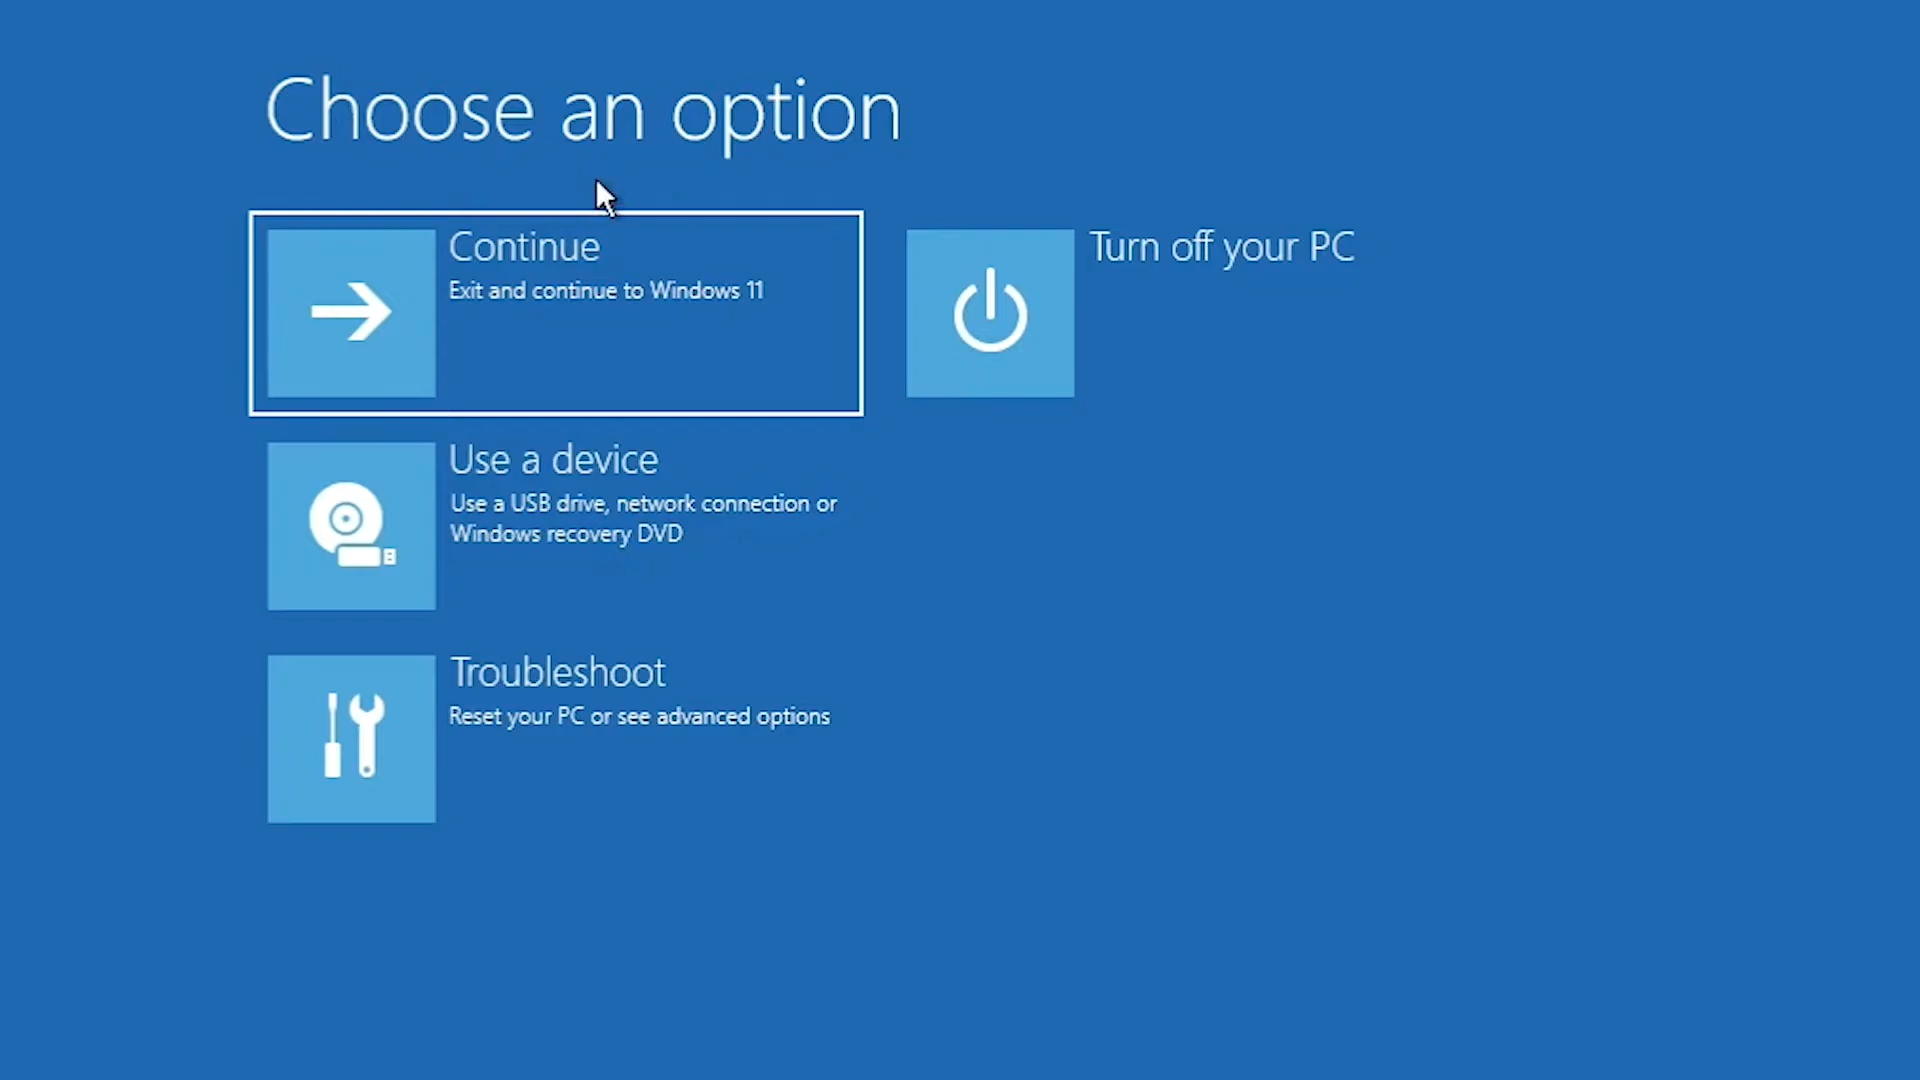 Choose an option
Continue
Exit and continue to Windows 11
Turn off your PC
Use a device
Use a USB drive, network connection or
Windows recovery DVD
Troubleshoot
Reset your PC or see advanced options